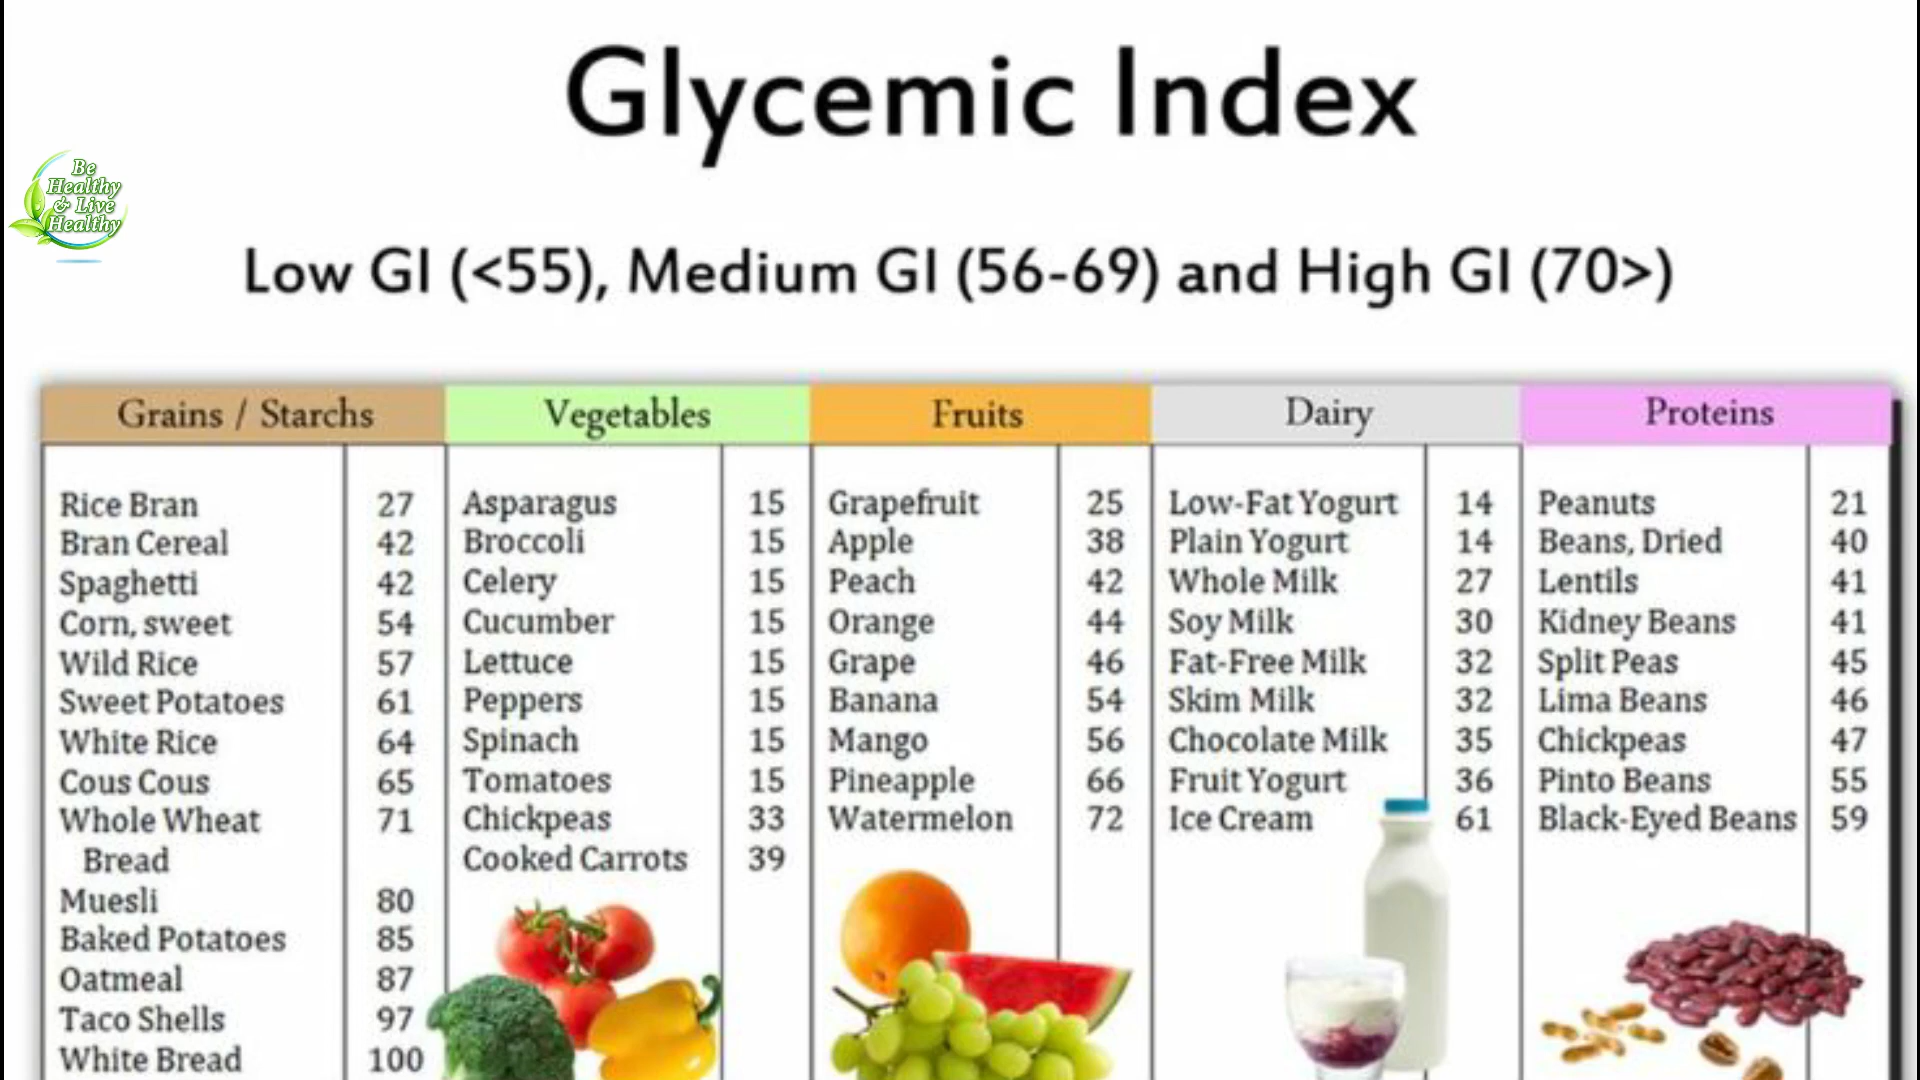 Glycemic Index
Be
Healthy
& Live
Healthy
Low GI (<55), Medium GI (56-69) and High GI (70>)
Grains / Starchs
Rice Bran 27
Bran Cereal 42
Spaghetti 42
Corn, sweet 54
Wild Rice 57
Sweet Potatoes 61
White Rice 64
Cous Cous 65
Whole Wheat 71
Bread
Muesli 80
Baked Potatoes 85
Oatmeal 87
Taco Shells 97
White Bread 100
Vegetables
Asparagus 15
Broccoli 15
Celery 15
Cucumber 15
Lettuce 15
Peppers 15
Spinach 15
Tomatoes 15
Chickpeas 33
Cooked Carrots 39
Fruits
Grapefruit 25
Apple 38
Peach 42
Orange 44
Grape 46
Banana 54
Mango 56
Pineapple 66
Watermelon 72
Dairy
Low-Fat Yogurt 14
Plain Yogurt 14
Whole Milk 27
Soy Milk 30
Fat-Free Milk 32
Skim Milk 32
Chocolate Milk 35
Fruit Yogurt 36
Ice Cream 61
Proteins
Peanuts 21
Beans, Dried 40
Lentils 41
Kidney Beans 41
Split Peas 45
Lima Beans 46
Chickpeas 47
Pinto Beans 55
Black-Eyed Beans 59